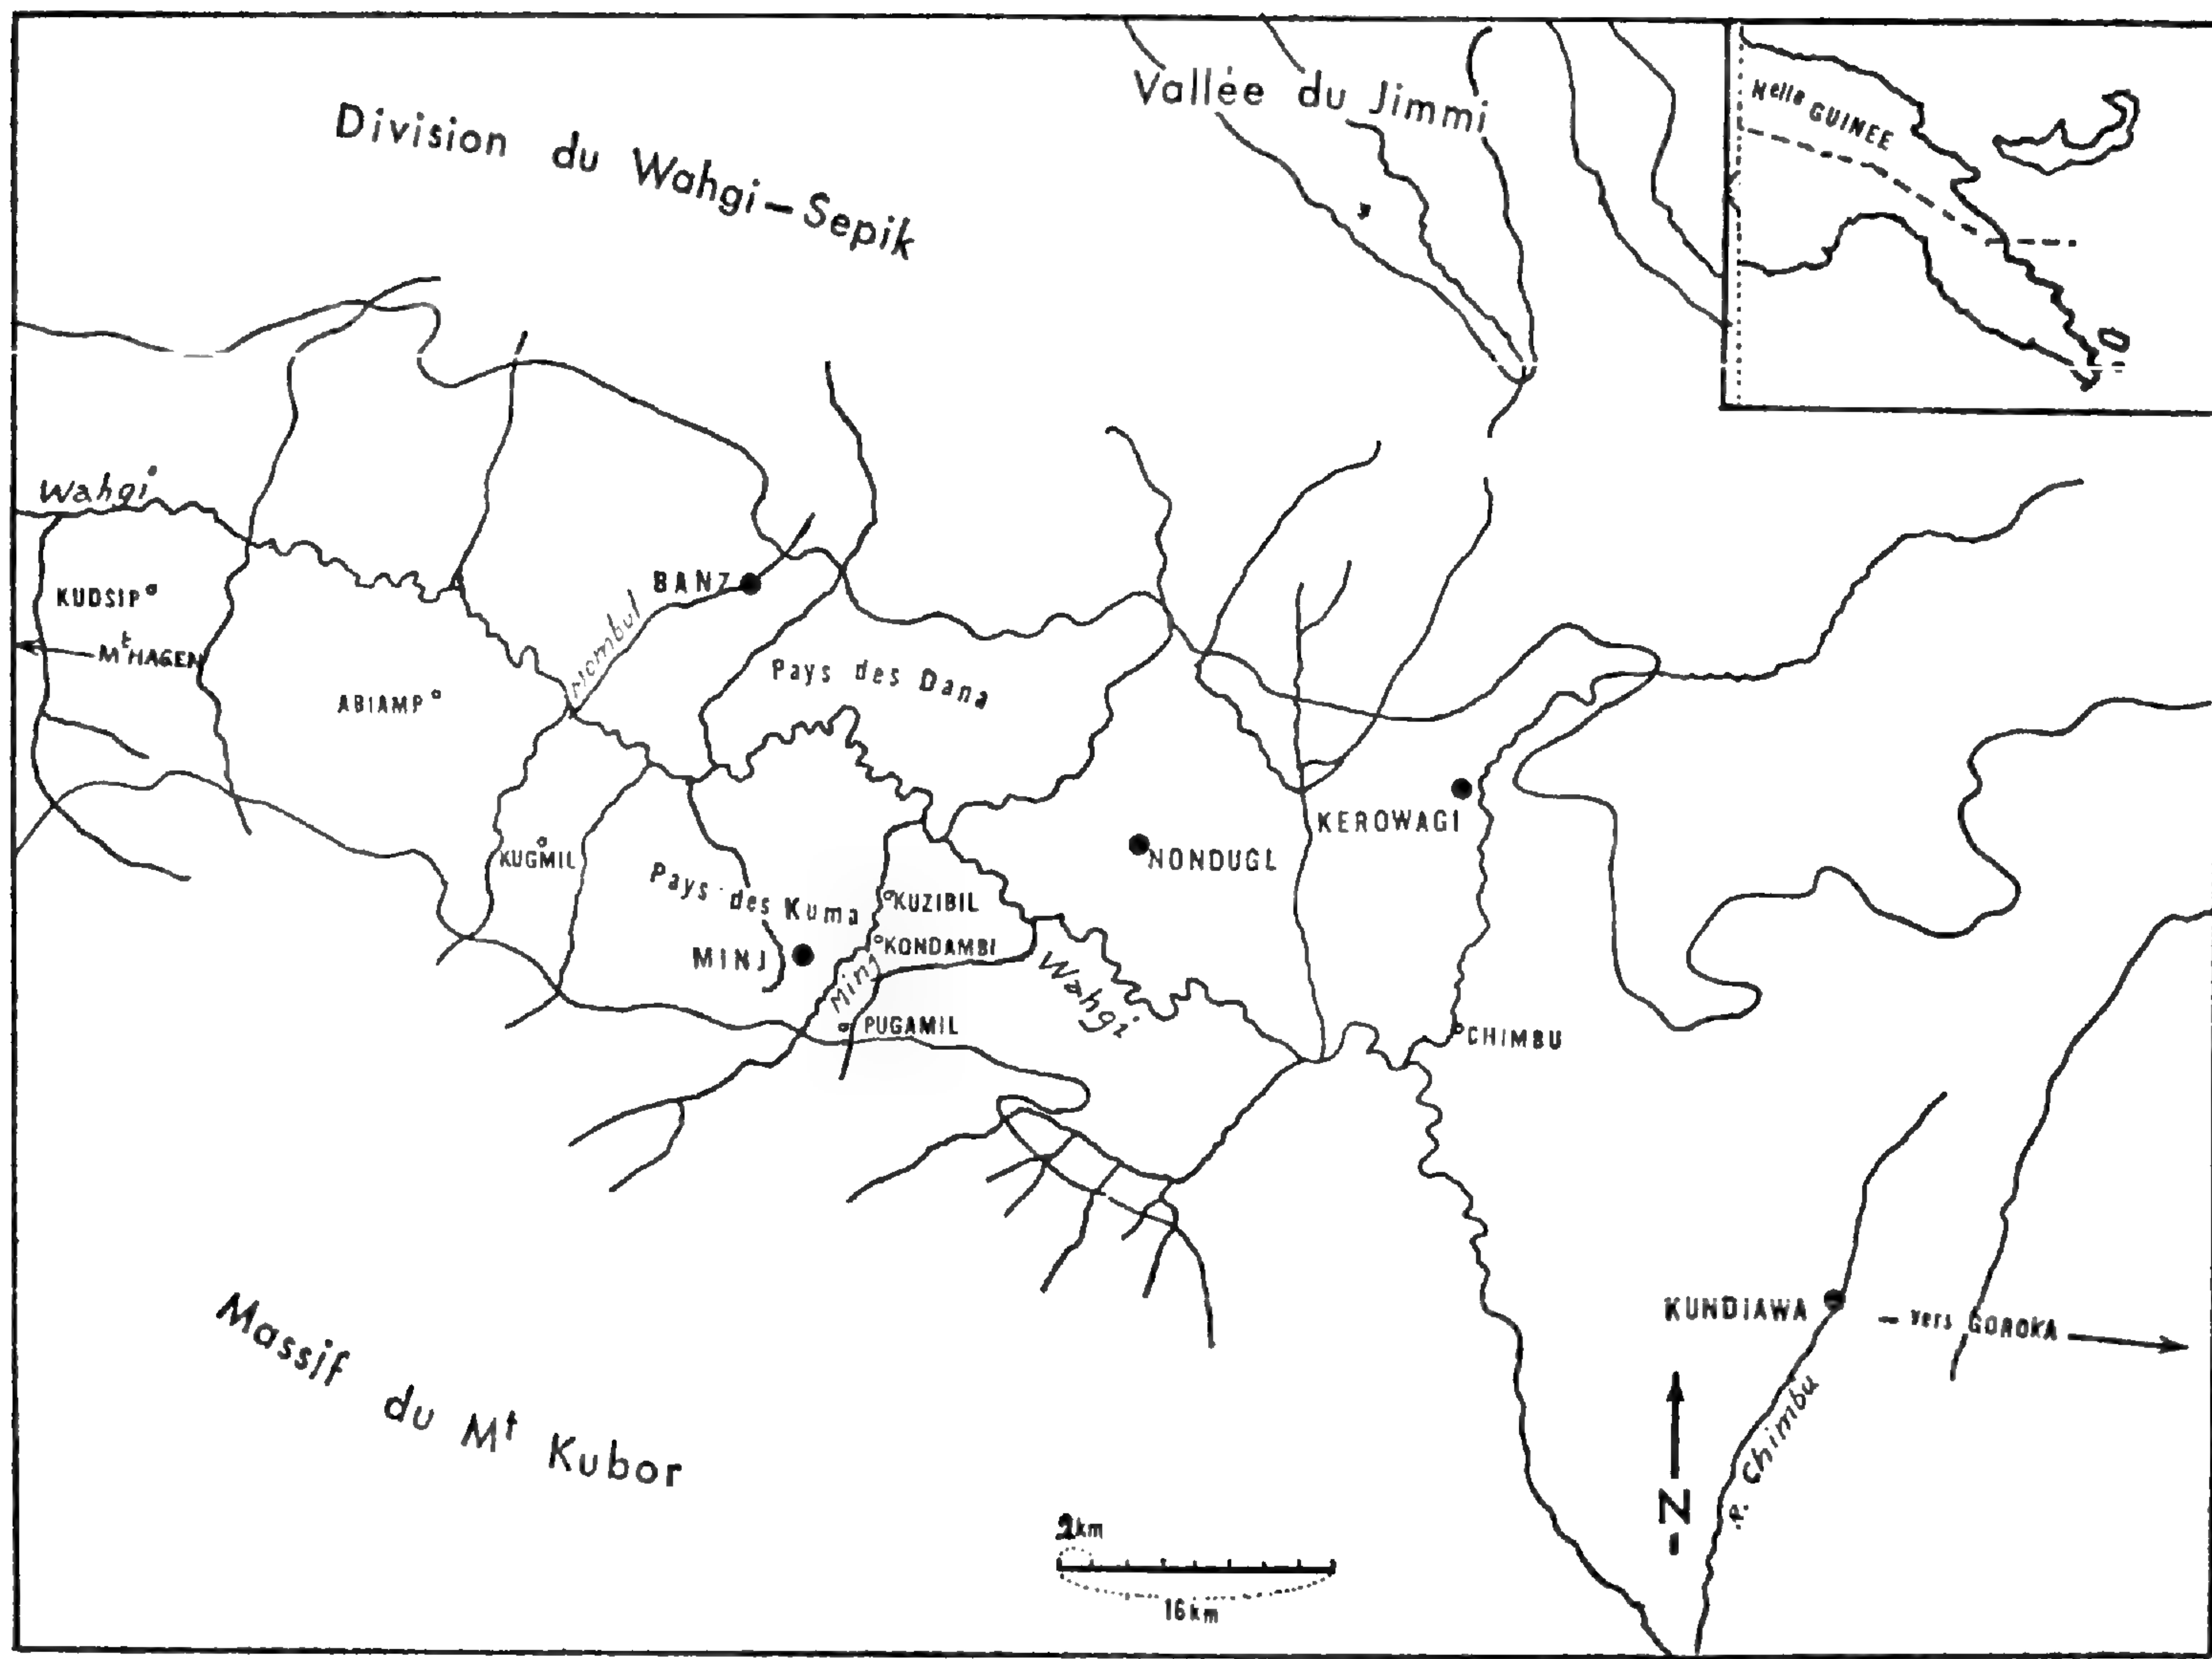 Division du Wahgi-Sepik
Vallée du Jimmi
Nelle GUINEE
Wahgi
KUDSIP
Mt HAGEN
ABIAMP
BANZ
Mombul
Pays des Dana
KUGMIL
Pays des Kuma
MINJ
KUZIBIL
KONDAMBI
Minj
PUGAMIL
Wahgi
NONDUGL
KEROWAGI
CHIMBU
KUNDIAWA
– vers GOROKA
R. Chimbu
Massif du Mt Kubor
N
2km
16km